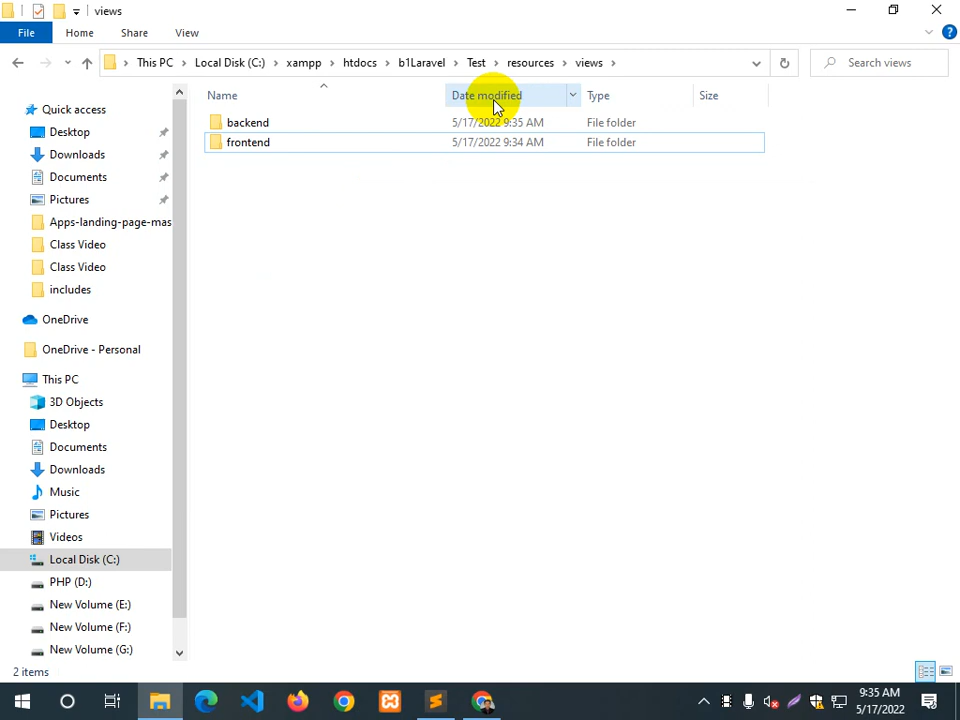 views
File
Home
Share
View
This PC
Local Disk (C:)
xampp
htdocs
b1Laravel
Test
resources
views
Search views
Name
Date modified
Type
Size
backend
5/17/2022 9:35 AM
File folder
frontend
5/17/2022 9:34 AM
File folder
Quick access
Desktop
Downloads
Documents
Pictures
Apps-landing-page-mas
Class Video
Class Video
includes
OneDrive
OneDrive - Personal
This PC
3D Objects
Desktop
Documents
Downloads
Music
Pictures
Videos
Local Disk (C:)
PHP (D:)
New Volume (E:)
New Volume (F:)
New Volume (G:)
2 items
9:35 AM
5/17/2022